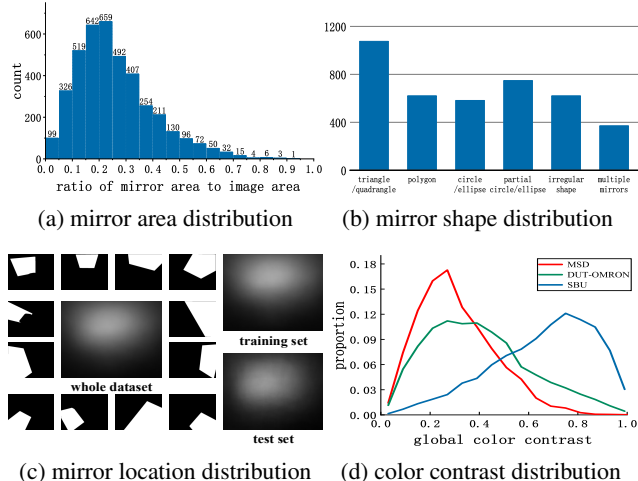 count
600
400
200
0
99
326
519
642
659
492
407
254
211
130
96
72
50
32
15
4
6
3
1
0.0 0.1 0.2 0.3 0.4 0.5 0.6 0.7 0.8 0.9 1.0
ratio of mirror area to image area
(a) mirror area distribution
1200
800
400
0
triangle /quadrangle
polygon
circle /ellipse
partial circle/ellipse
irregular shape
multiple mirrors
(b) mirror shape distribution
whole dataset
training set
test set
(c) mirror location distribution
proportion
0.18
0.15
0.12
0.09
0.06
0.03
0.00
MSD
DUT-OMRON
SBU
0.0 0.2 0.4 0.6 0.8 1.0
global color contrast
(d) color contrast distribution